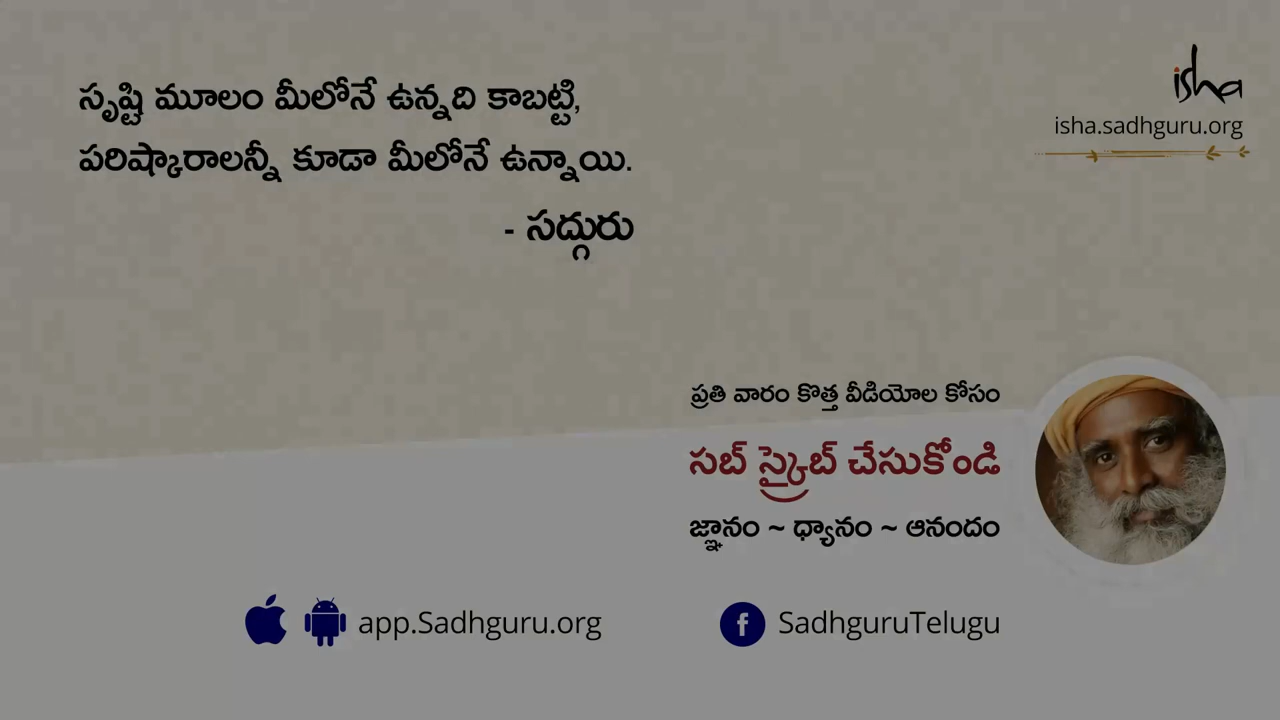 సృష్టి మూలం మీలోనే ఉన్నది కాబట్టి,
పరిష్కారాలన్నీ కూడా మీలోనే ఉన్నాయి.
- సద్గురు
isha
isha.sadhguru.org
ప్రతి వారం కొత్త వీడియోల కోసం
సబ్ స్క్రైబ్ చేసుకోండి
జ్ఞానం ~ ధ్యానం ~ ఆనందం
app.Sadhguru.org
SadhguruTelugu